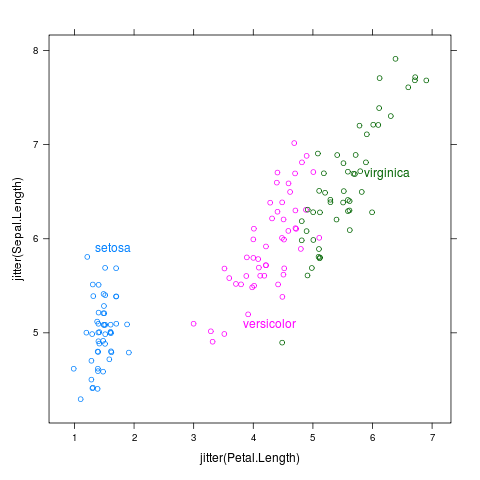 8
7
6
5
virginica
setosa
versicolor
1 2 3 4 5 6 7
jitter(Petal.Length)
jitter(Sepal.Length)